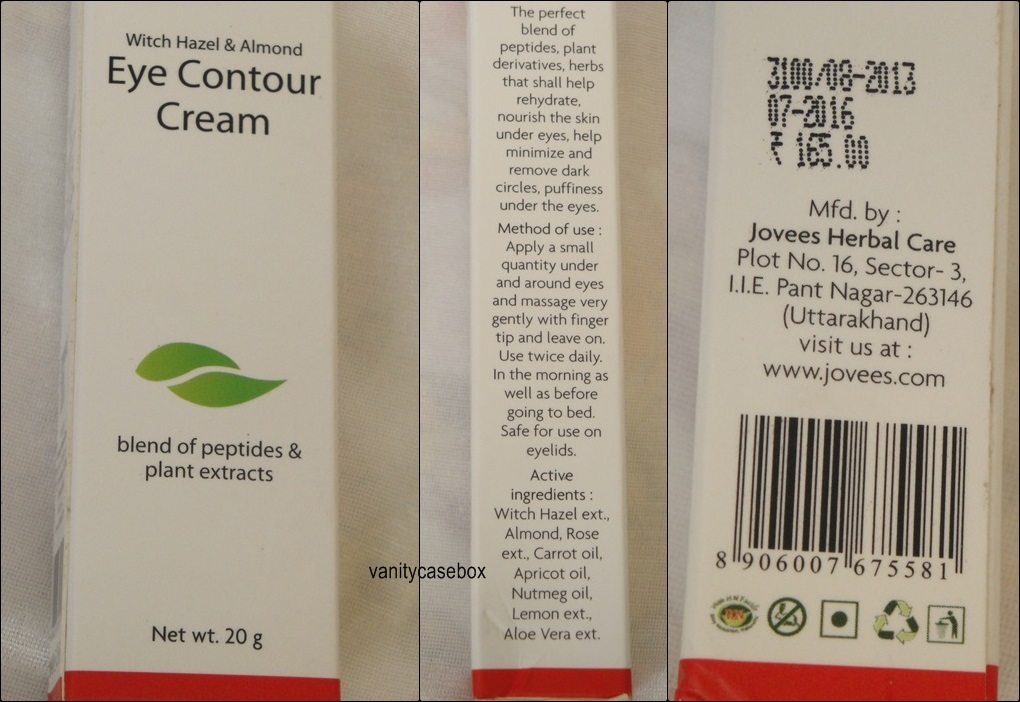 Witch Hazel & Almond
Eye Contour
Cream
blend of peptides &
plant extracts
Net wt. 20 g
The perfect
blend of
peptides, plant
derivatives, herbs
that shall help
rehydrate,
nourish the skin
under eyes, help
minimize and
remove dark
circles, puffiness
under the eyes.
Method of use :
Apply a small
quantity under
and around eyes
and massage very
gently with finger
tip and leave on.
Use twice daily.
In the morning as
well as before
going to bed.
Safe for use on
eyelids.
Active
ingredients :
Witch Hazel ext.,
Almond, Rose
ext., Carrot oil,
Apricot oil,
Nutmeg oil,
Lemon ext.,
Aloe Vera ext.
vanitycasebox
3100/08-2013
07-2016
₹ 165.00
Mfd. by :
Jovees Herbal Care
Plot No. 16, Sector- 3,
I.I.E. Pant Nagar-263146
(Uttarakhand)
visit us at :
www.jovees.com
8 906007 675581